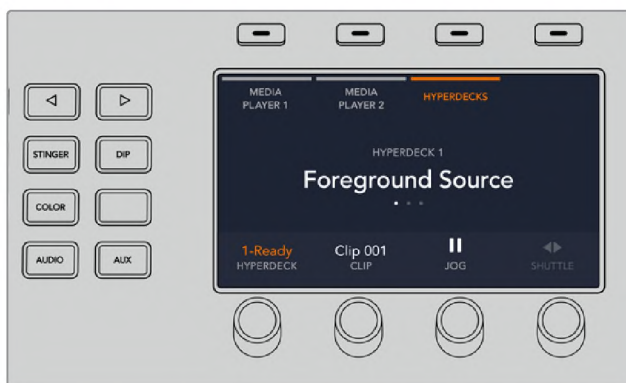 MEDIA
PLAYER 1
MEDIA
PLAYER 2
HYPERDECKS
STINGER
DIP
HYPERDECK 1
Foreground Source
COLOR
AUDIO
AUX
1-Ready
HYPERDECK
Clip 001
CLIP
JOG
SHUTTLE